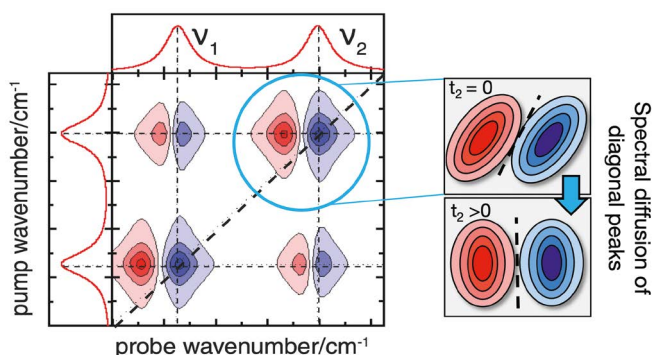 ν₁
ν₂
pump wavenumber/cm⁻¹
probe wavenumber/cm⁻¹
t₂ = 0
t₂ >0
Spectral diffusion of
diagonal peaks